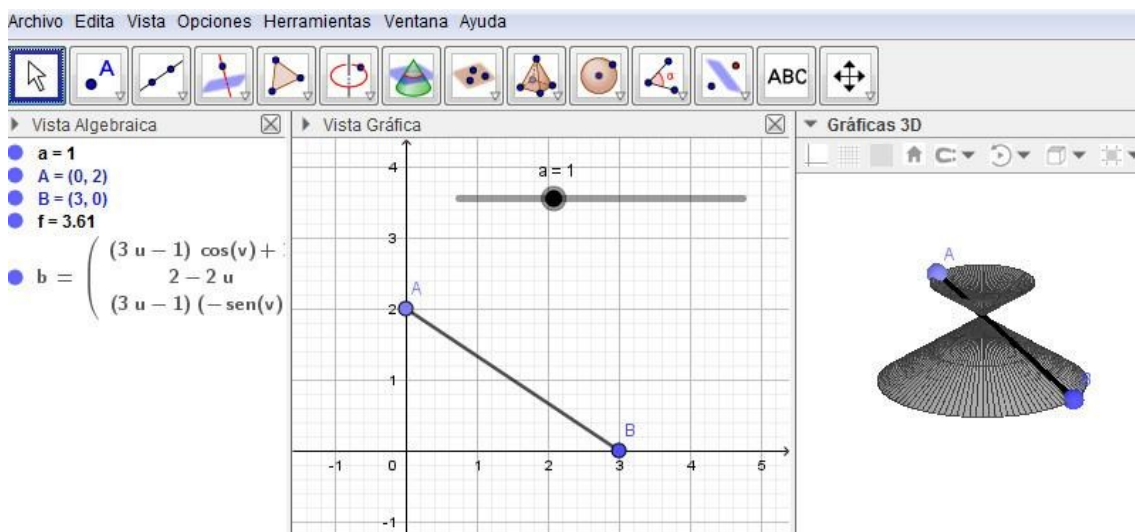 Archivo Edita Vista Opciones Herramientas Ventana Ayuda
A
α
ABC
Vista Algebraica
Vista Gráfica
Gráficas 3D
a = 1
A = (0, 2)
B = (3, 0)
f = 3.61
b =
(3 u − 1) cos(v) +
2 − 2 u
(3 u − 1) (− sen(v)
a = 1
4
3
2
1
0
-1
A
B
-1
1
2
3
4
5
A
B